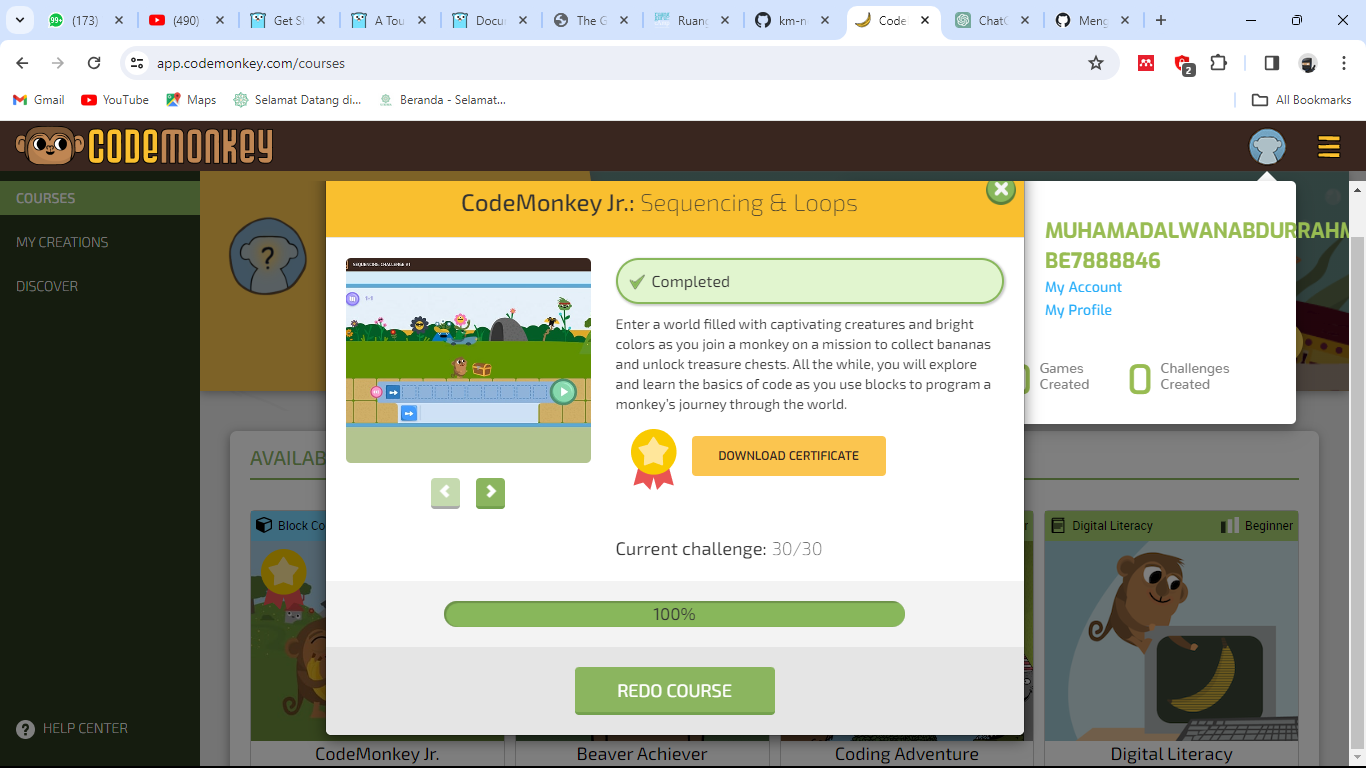 (173)
(490)
Get St
A Tou
Docu
The G
Ruang
km-n
Code
ChatG
Meng
app.codemonkey.com/courses
2
Gmail
YouTube
Maps
Selamat Datang di...
Beranda - Selamat...
All Bookmarks
CODEMONKEY
COURSES
MY CREATIONS
DISCOVER
HELP CENTER
CodeMonkey Jr.: Sequencing & Loops
SEQUENCING, CHALLENGE #1
Completed
Enter a world filled with captivating creatures and bright
colors as you join a monkey on a mission to collect bananas
and unlock treasure chests. All the while, you will explore
and learn the basics of code as you use blocks to program a
monkey's journey through the world.
DOWNLOAD CERTIFICATE
Current challenge: 30/30
100%
REDO COURSE
MUHAMADALWANABDURRAHM
BE7888846
My Account
My Profile
0 Games
Created
0 Challenges
Created
?
AVAILAB
Block Co
Digital Literacy
Beginner
CodeMonkey Jr.
Beaver Achiever
Coding Adventure
Digital Literacy